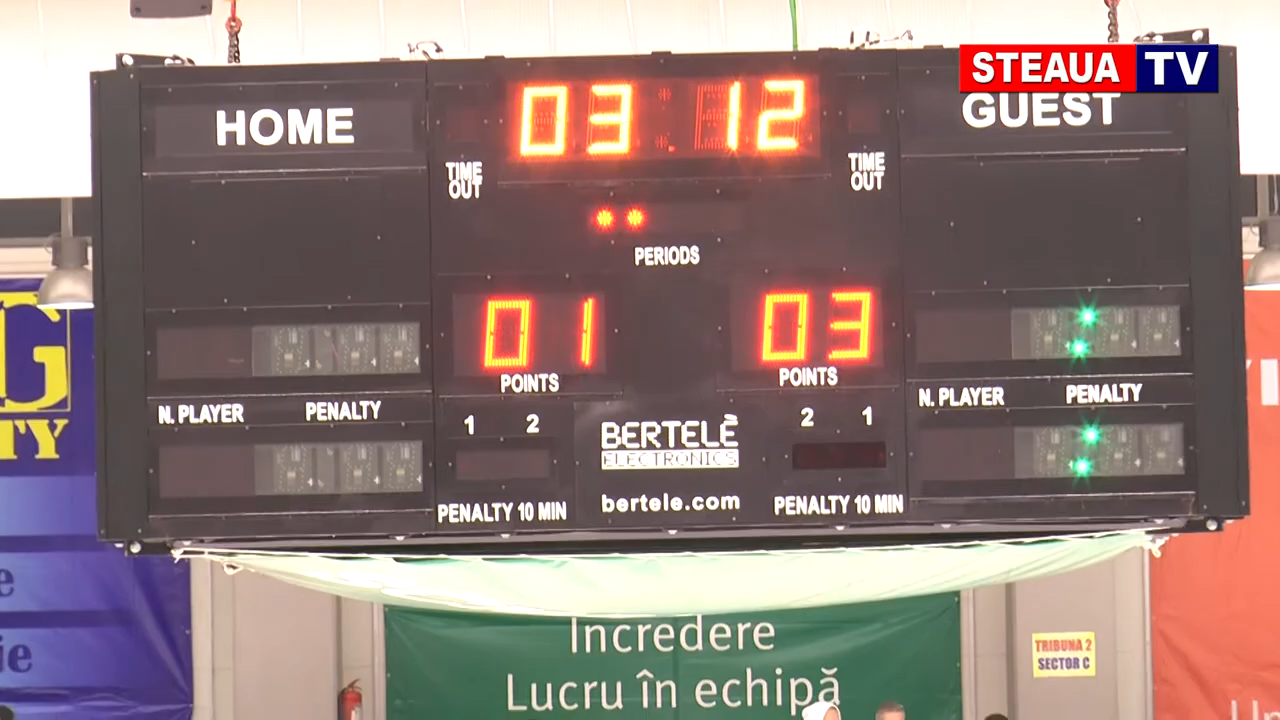 STEAUA TV
HOME
03 12
GUEST
TIME OUT
TIME OUT
PERIODS
01
03
POINTS
POINTS
N. PLAYER PENALTY
N. PLAYER PENALTY
1 2
2 1
BERTELÈ
ELECTRONICS
bertele.com
PENALTY 10 MIN
PENALTY 10 MIN
G
TY
e
ie
Incredere
Lucru în echipă
TRIBUNA 2
SECTOR C